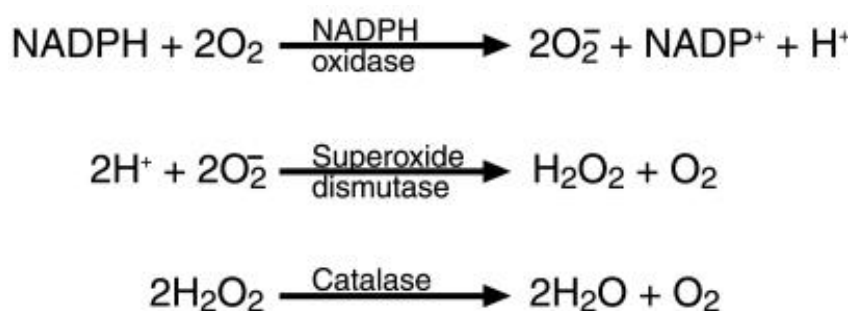 NADPH + 2O₂ NADPH oxidase 2O₂⁻ + NADP⁺ + H⁺
2H⁺ + 2O₂⁻ Superoxide dismutase H₂O₂ + O₂
2H₂O₂ Catalase 2H₂O + O₂